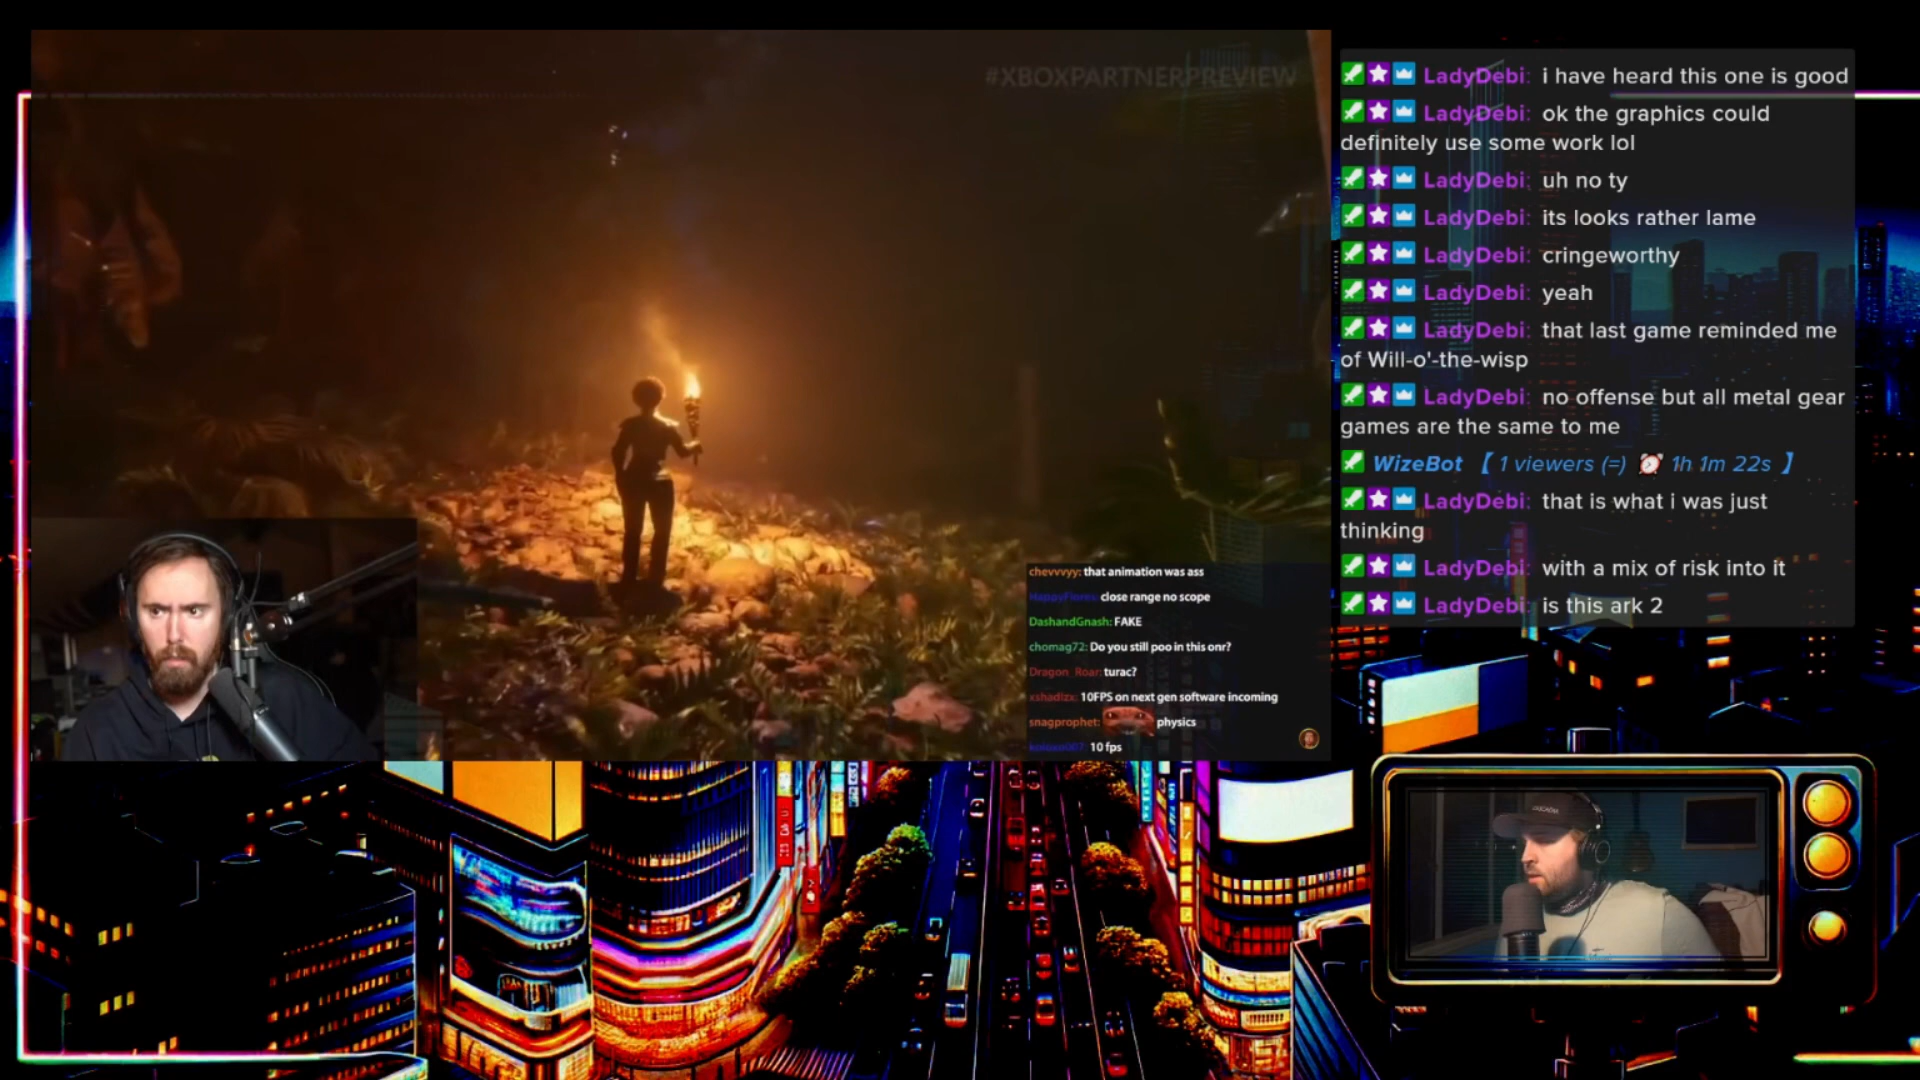 #XBOXPARTNERPREVIEW
LadyDebi: i have heard this one is good
LadyDebi: ok the graphics could
definitely use some work lol
LadyDebi: uh no ty
LadyDebi: its looks rather lame
LadyDebi: cringeworthy
LadyDebi: yeah
LadyDebi: that last game reminded me
of Will-o'-the-wisp
LadyDebi: no offense but all metal gear
games are the same to me
WizeBot 【 1 viewers (=) ⏰ 1h 1m 22s 】
LadyDebi: that is what i was just
thinking
LadyDebi: with a mix of risk into it
LadyDebi: is this ark 2
chevvvyy: that animation was ass
HappyFlores: close range no scope
DashandGnash: FAKE
chomag72: Do you still poo in this onr?
Dragon_Roar: turac?
xshadizx: 10FPS on next gen software incoming
snagprophet: physics
10 fps